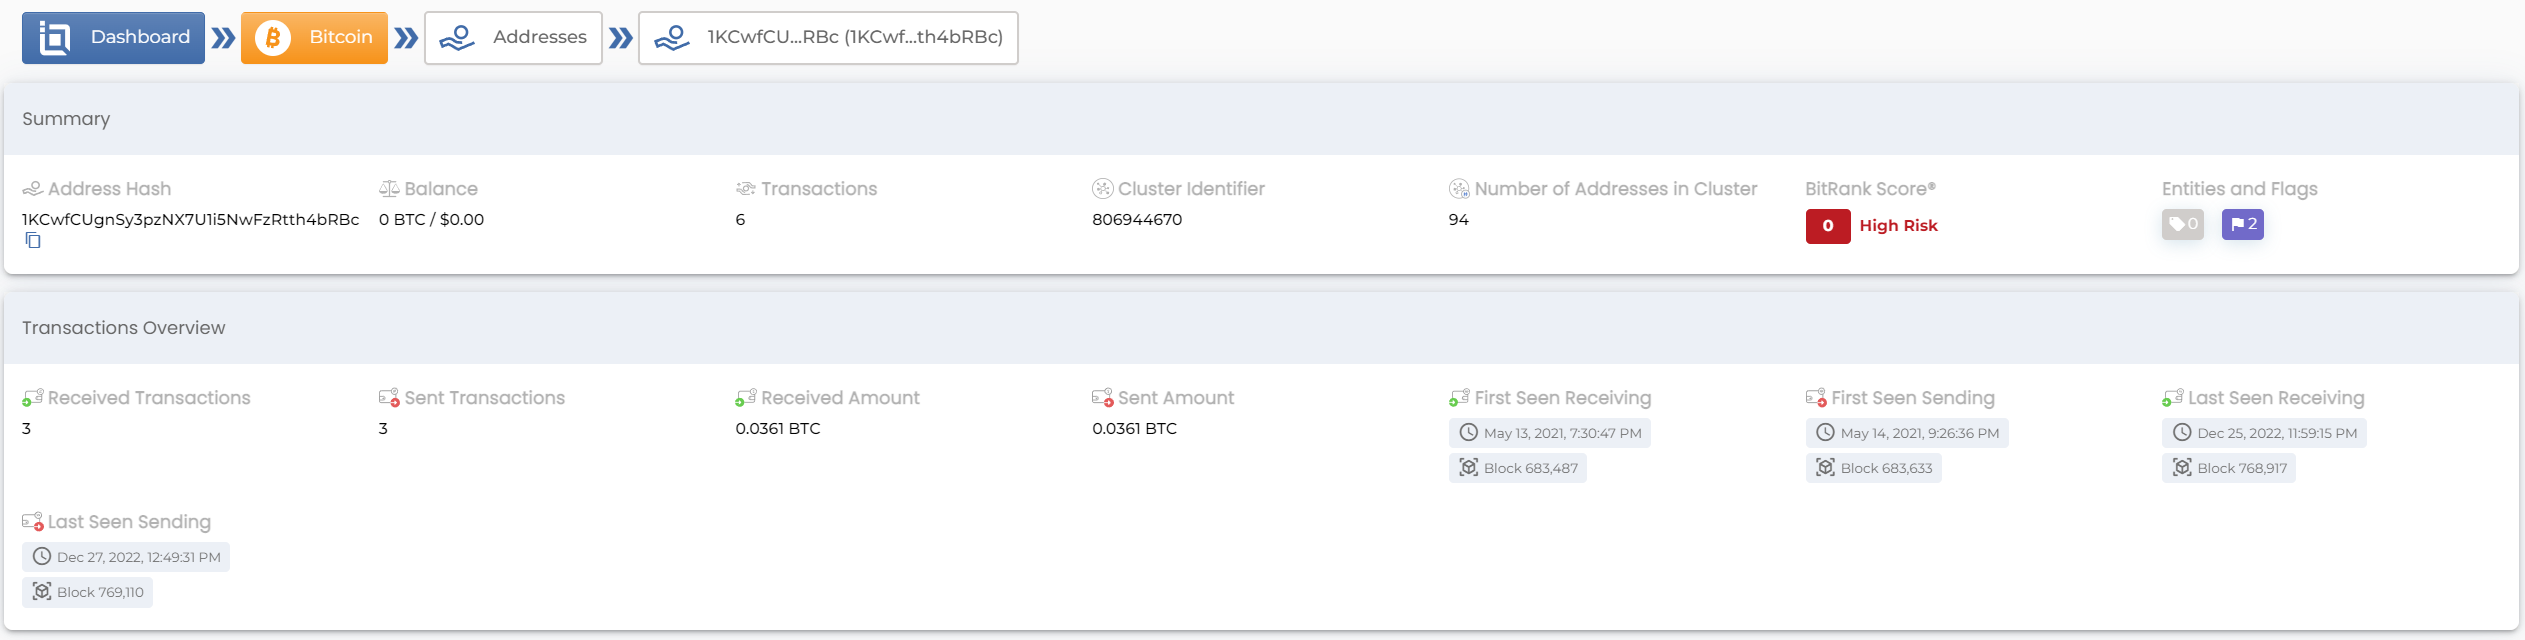 Dashboard Bitcoin Addresses 1KCwfCU...RBc (1KCwf...th4bRBc)
Summary
Address Hash Balance Transactions Cluster Identifier Number of Addresses in Cluster BitRank Score® Entities and Flags
1KCwfCUgnSy3pzNX7U1i5NwFzRtth4bRBc 0 BTC / $0.00 6 806944670 94 0 High Risk 0 2
Transactions Overview
Received Transactions Sent Transactions Received Amount Sent Amount First Seen Receiving First Seen Sending Last Seen Receiving
3 3 0.0361 BTC 0.0361 BTC May 13, 2021, 7:30:47 PM May 14, 2021, 9:26:36 PM Dec 25, 2022, 11:59:15 PM
Block 683,487 Block 683,633 Block 768,917
Last Seen Sending
Dec 27, 2022, 12:49:31 PM
Block 769,110